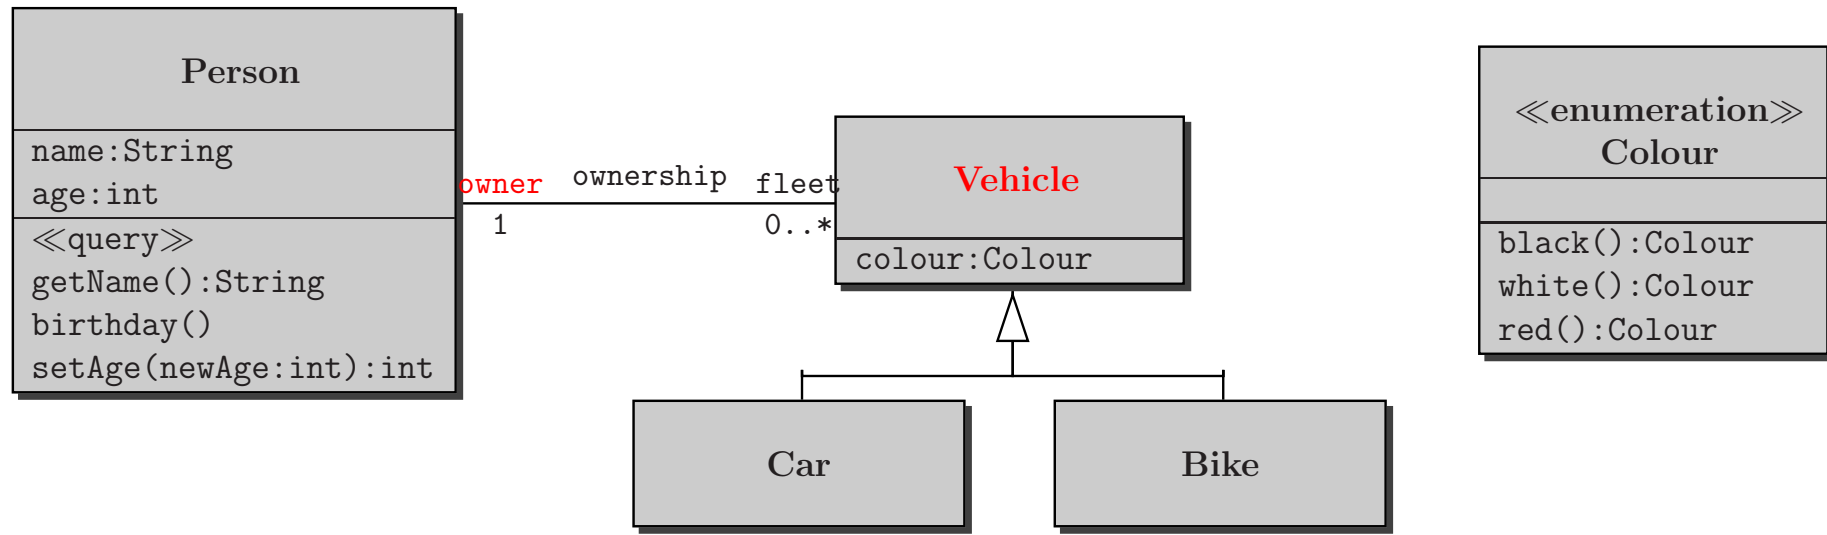 Person
name:String
age:int
≪query≫
getName():String
birthday()
setAge(newAge:int):int
owner
ownership
fleet
1
0..*
Vehicle
colour:Colour
Car
Bike
≪enumeration≫
Colour
black():Colour
white():Colour
red():Colour